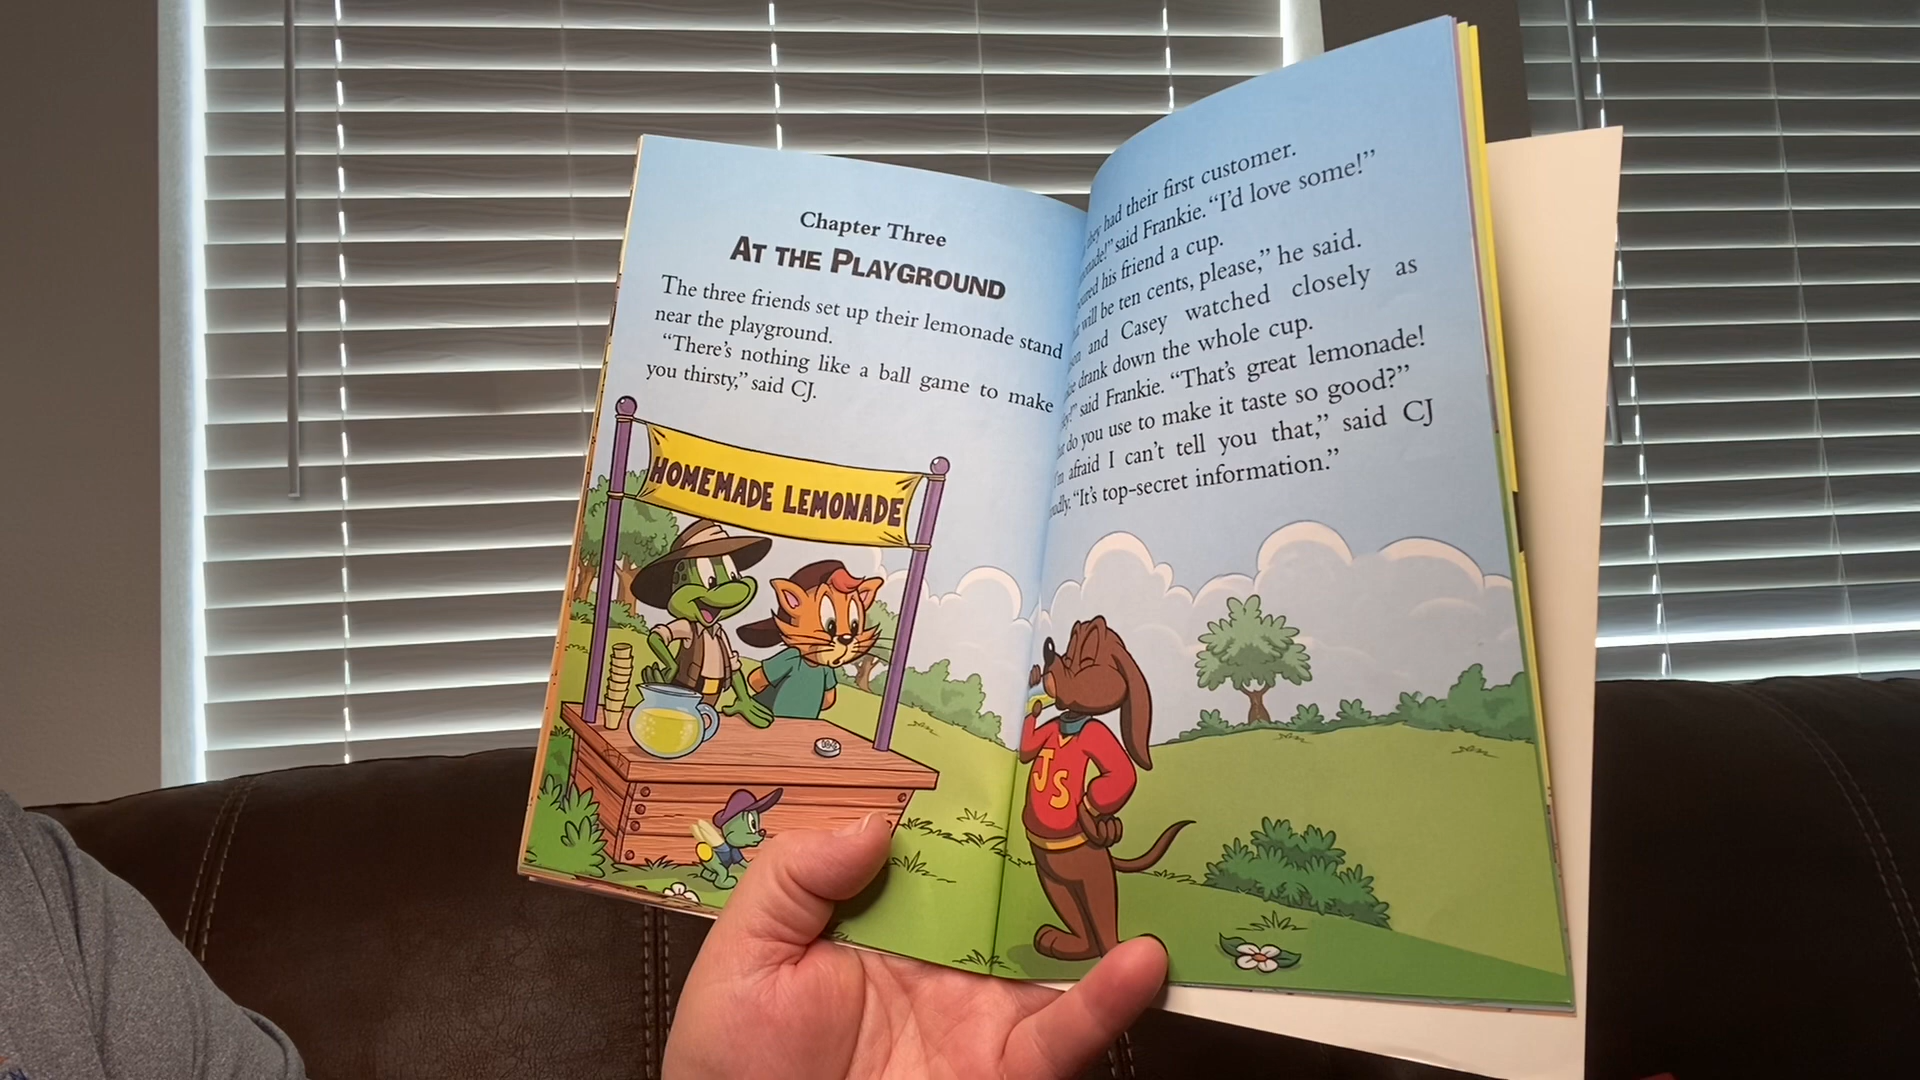 Chapter Three
AT THE PLAYGROUND
The three friends set up their lemonade stand
near the playground.
“There’s nothing like a ball game to make
you thirsty,” said CJ.
HOMEMADE LEMONADE
they had their first customer.
said Frankie. “I’d love some!”
his friend a cup.
will be ten cents, please,” he said.
and Casey watched closely as
drank down the whole cup.
said Frankie. “That’s great lemonade!
do you use to make it taste so good?”
afraid I can’t tell you that,” said CJ
“It’s top-secret information.”
JS